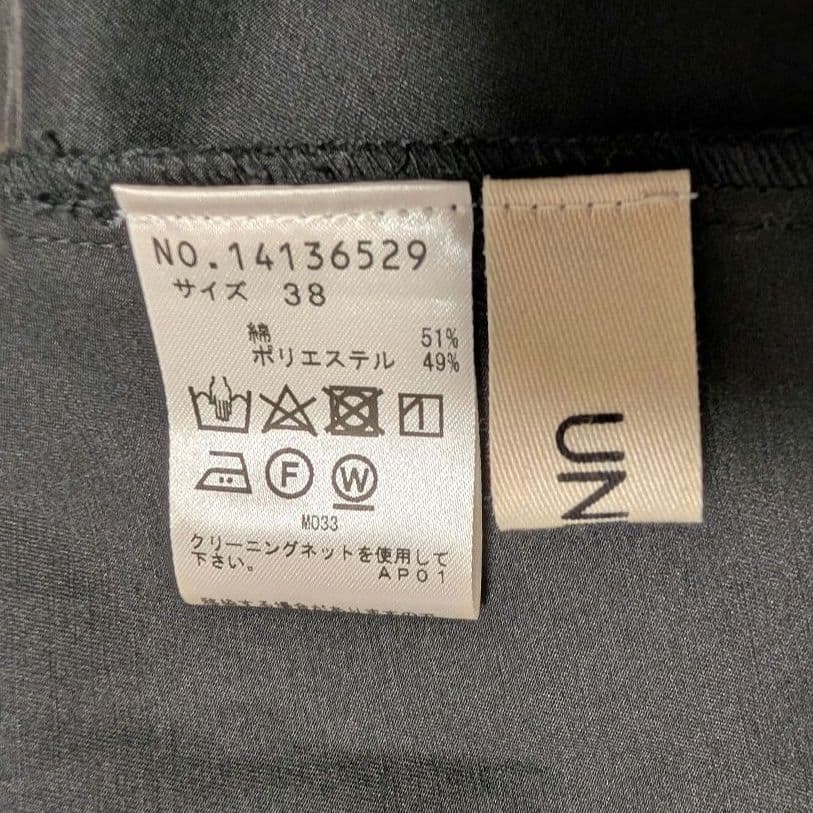 NO.14136529
サイズ 38
綿 51%
ポリエステル 49%
F
W
M033
クリーニングネットを使用して
下さい。
AP01
UN